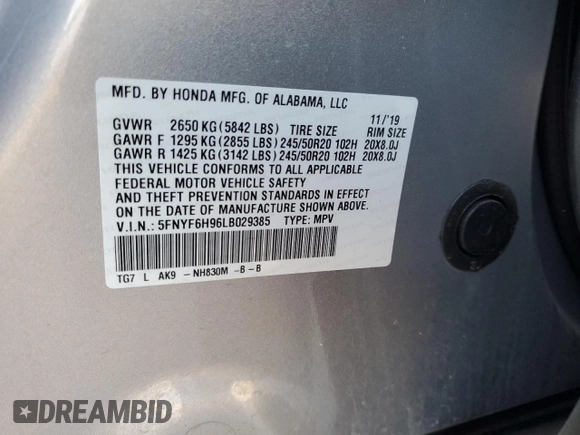 MFD. BY HONDA MFG. OF ALABAMA, LLC
11/'19
GVWR 2650 KG (5842 LBS) TIRE SIZE RIM SIZE
GAWR F 1295 KG (2855 LBS) 245/50R20 102H 20X8.0J
GAWR R 1425 KG (3142 LBS) 245/50R20 102H 20X8.0J
THIS VEHICLE CONFORMS TO ALL APPLICABLE
FEDERAL MOTOR VEHICLE SAFETY
AND THEFT PREVENTION STANDARDS IN EFFECT
ON THE DATE OF MANUFACTURE SHOWN ABOVE.
V.I.N.: 5FNYF6H96LB029385 TYPE: MPV
TG7 L AK9 -NH830M -B-B
DREAMBID